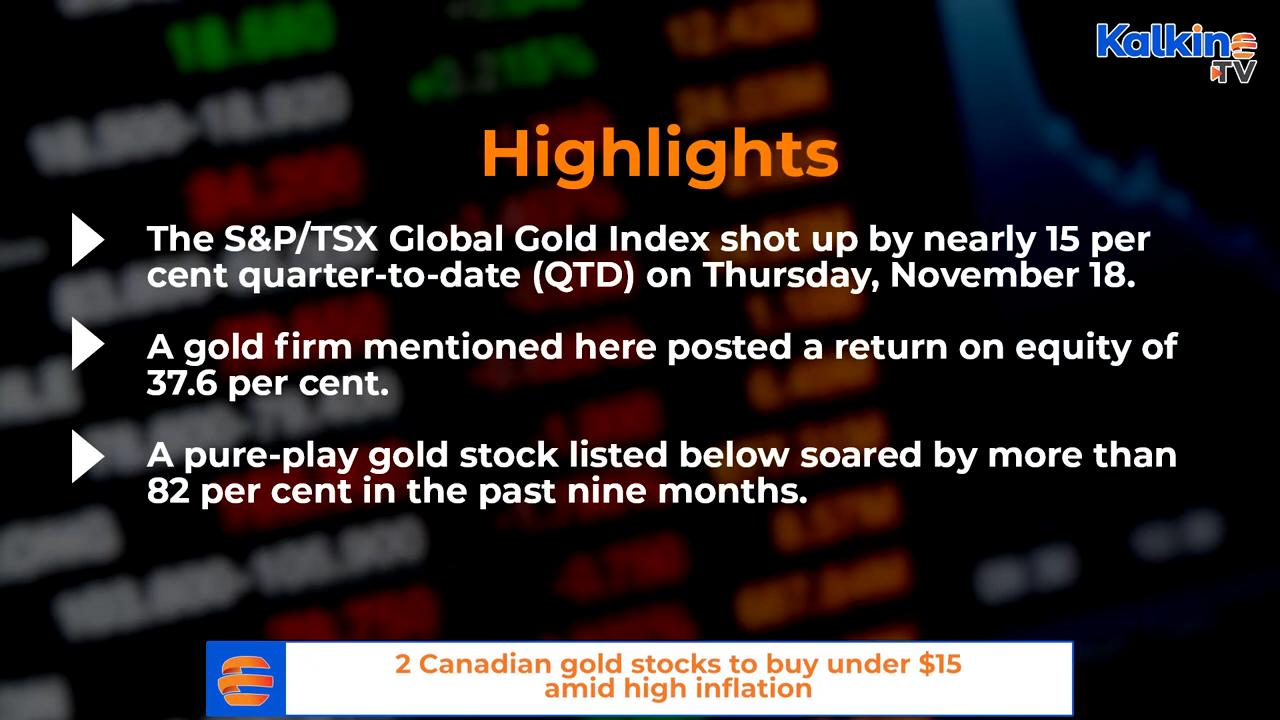 Kalkine
TV
Highlights
The S&P/TSX Global Gold Index shot up by nearly 15 per
cent quarter-to-date (QTD) on Thursday, November 18.
A gold firm mentioned here posted a return on equity of
37.6 per cent.
A pure-play gold stock listed below soared by more than
82 per cent in the past nine months.
2 Canadian gold stocks to buy under $15
amid high inflation